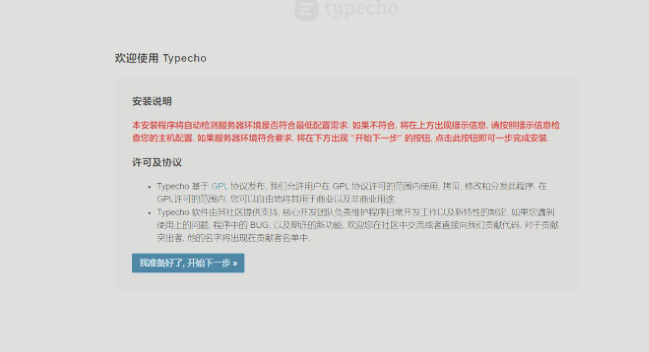 typecho
欢迎使用 Typecho
安装说明
本安装程序将自动检测服务器环境是否符合最低配置需求. 如果不符合, 将在上方出现提示信息, 请按照提示信息检
查您的主机配置. 如果服务器环境符合要求, 将在下方出现 "开始下一步" 的按钮, 点击此按钮即可一步完成安装.
许可及协议
Typecho 基于 GPL 协议发布, 我们允许用户在 GPL 协议许可的范围内使用, 拷贝, 修改和分发此程序. 在
GPL许可的范围内, 您可以自由地将其用于商业以及非商业用途.
Typecho 软件由其社区提供支持, 核心开发团队负责维护程序日常开发工作以及新特性的制定. 如果您遇到
使用上的问题, 程序中的 BUG, 以及期许的新功能, 欢迎您在社区中交流或者直接向我们贡献代码. 对于贡献
突出者, 他的名字将出现在贡献者名单中.
我准备好了, 开始下一步 »